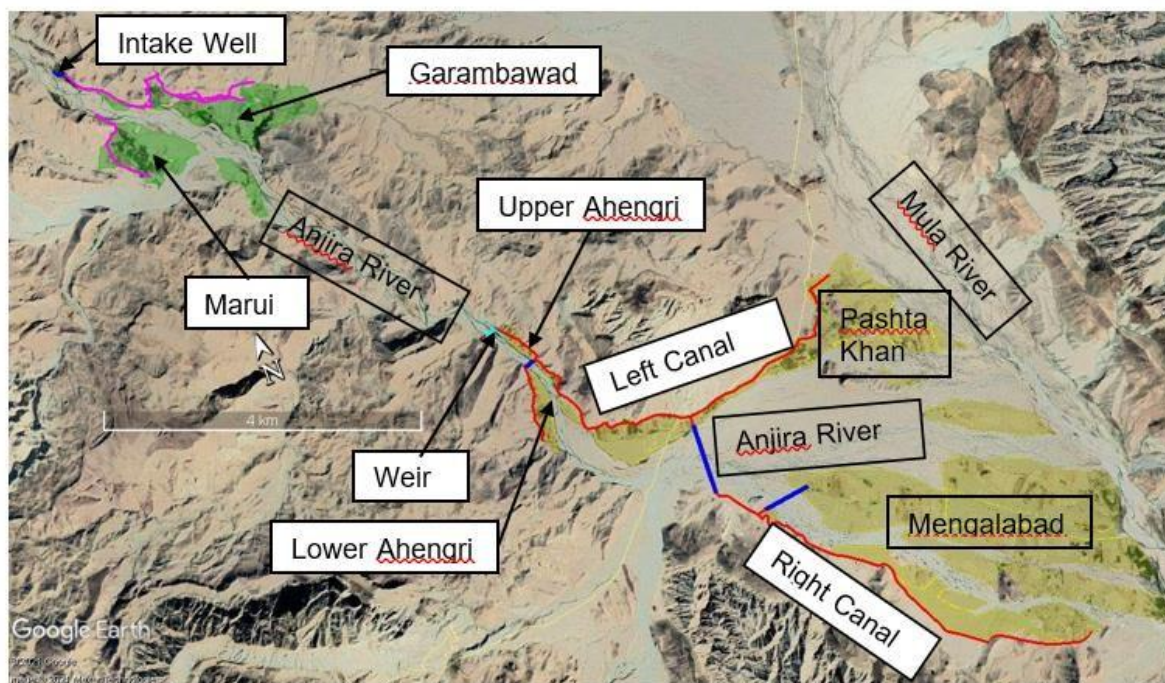 Intake Well
Garambawad
Upper Ahengri
Mula River
Anjira River
Marui
Pashta
Khan
Left Canal
N
4 km
Anjira River
Weir
Mengalabad
Lower Ahengri
Right Canal
Google Earth